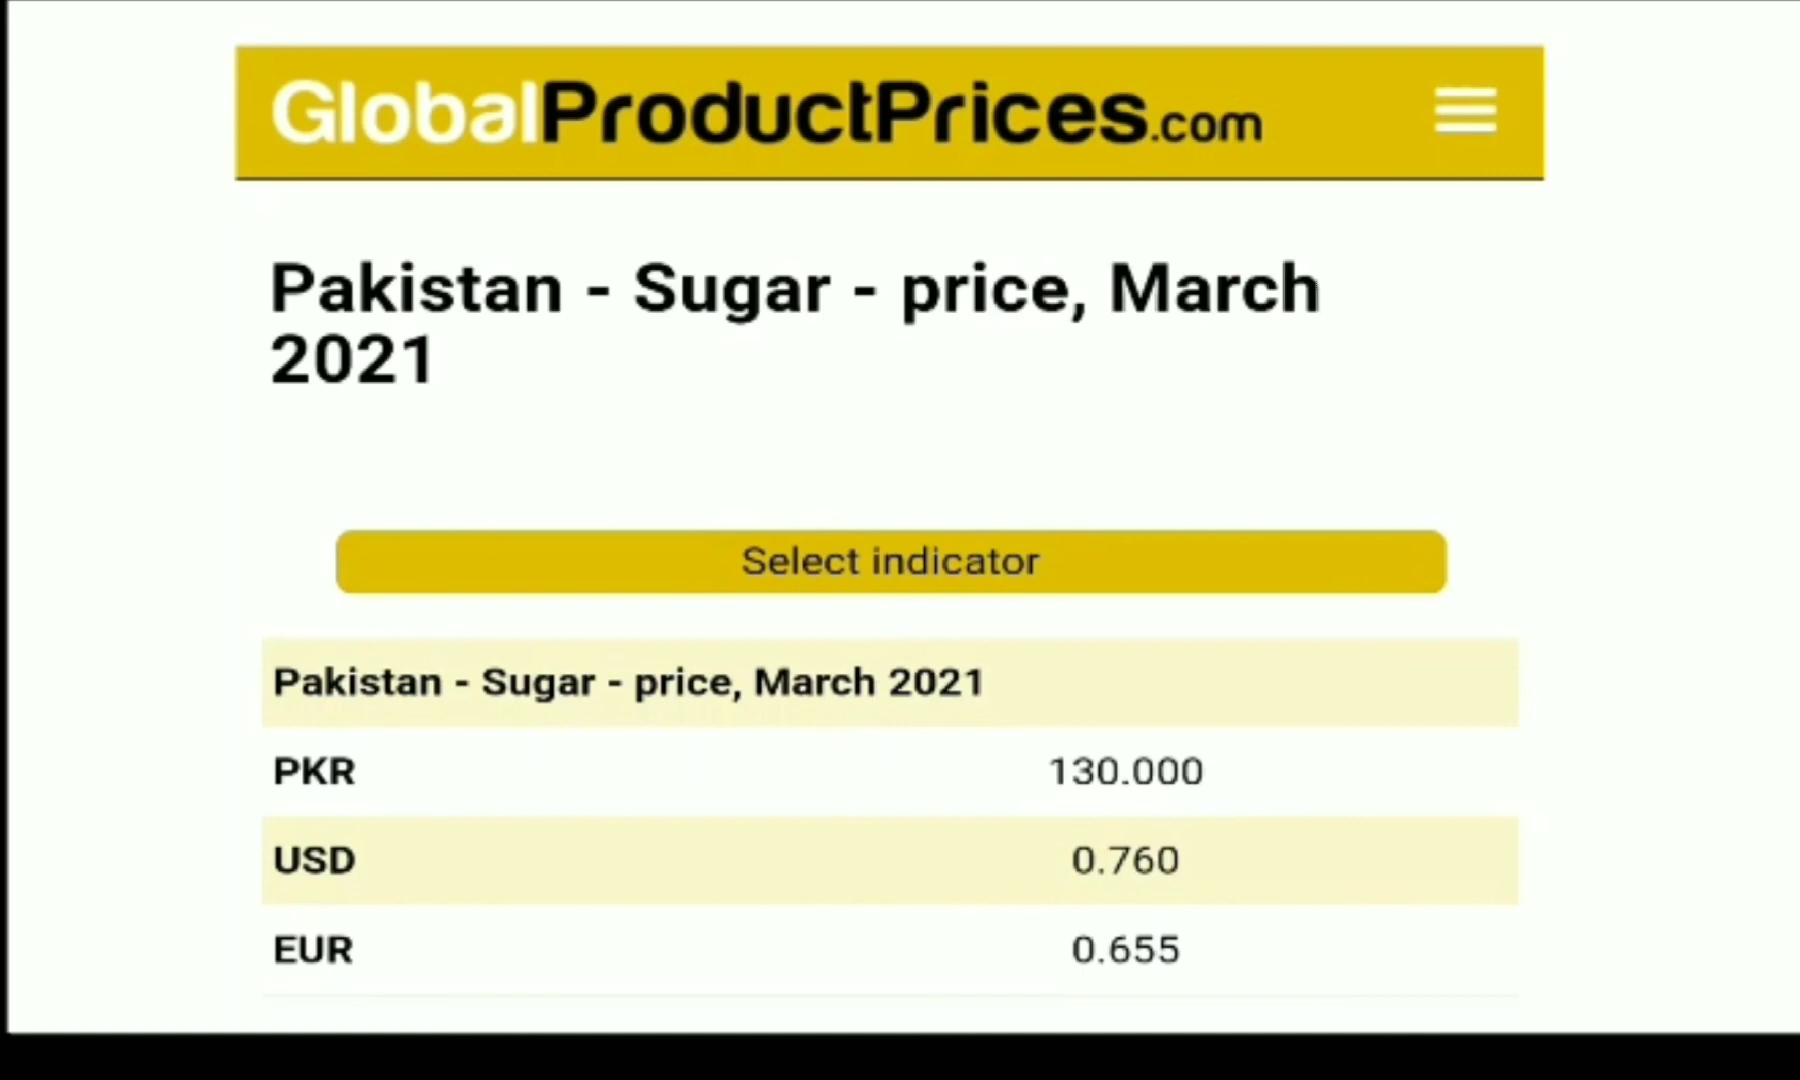 GlobalProductPrices.com
Pakistan - Sugar - price, March
2021
Select indicator
Pakistan - Sugar - price, March 2021
PKR 130.000
USD 0.760
EUR 0.655